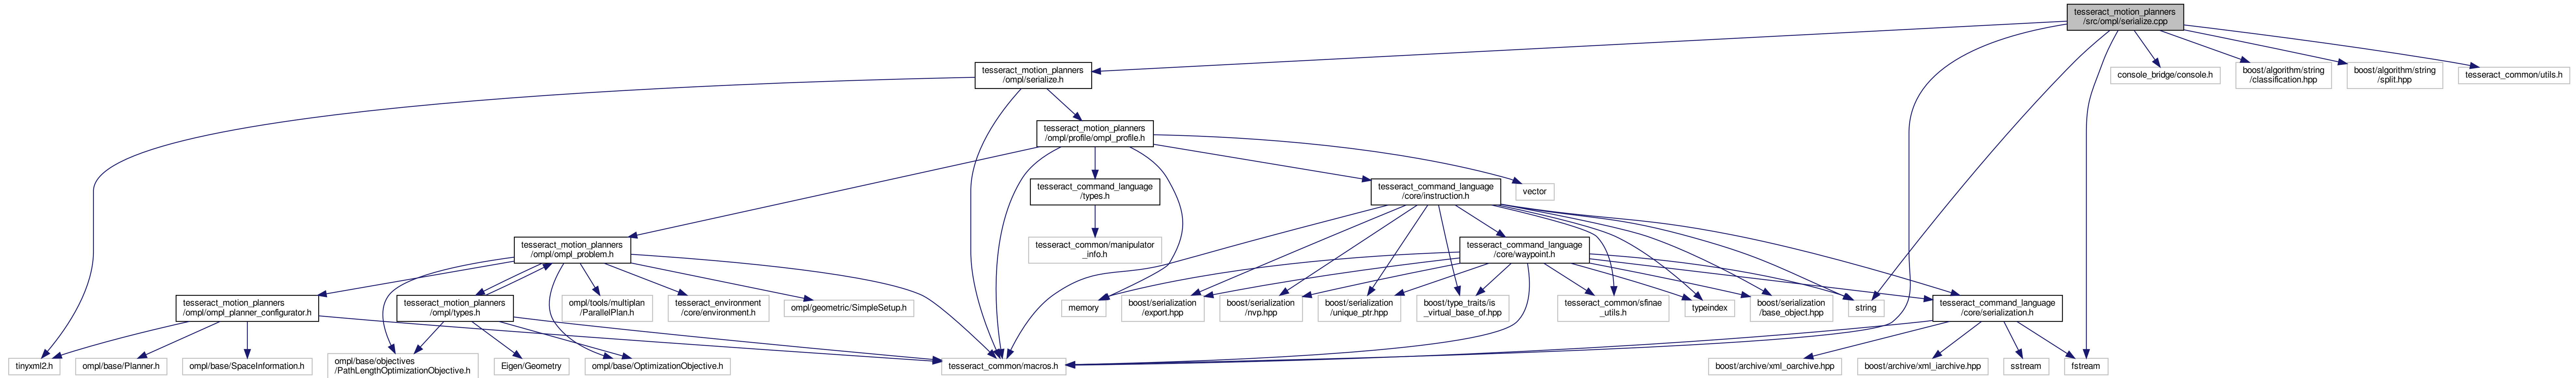 tesseract_motion_planners
/src/ompl/serialize.cpp
tesseract_motion_planners
/ompl/serialize.h
console_bridge/console.h
boost/algorithm/string
/classification.hpp
boost/algorithm/string
/split.hpp
tesseract_common/utils.h
tesseract_motion_planners
/ompl/profile/ompl_profile.h
tesseract_command_language
/types.h
tesseract_command_language
/core/instruction.h
vector
tesseract_motion_planners
/ompl/ompl_problem.h
tesseract_common/manipulator
_info.h
tesseract_command_language
/core/waypoint.h
tesseract_motion_planners
/ompl/ompl_planner_configurator.h
tesseract_motion_planners
/ompl/types.h
ompl/tools/multiplan
/ParallelPlan.h
tesseract_environment
/core/environment.h
ompl/geometric/SimpleSetup.h
memory
boost/serialization
/export.hpp
boost/serialization
/nvp.hpp
boost/serialization
/unique_ptr.hpp
boost/type_traits/is
_virtual_base_of.hpp
tesseract_common/sfinae
_utils.h
typeindex
boost/serialization
/base_object.hpp
string
tesseract_command_language
/core/serialization.h
tinyxml2.h
ompl/base/Planner.h
ompl/base/SpaceInformation.h
ompl/base/objectives
/PathLengthOptimizationObjective.h
Eigen/Geometry
ompl/base/OptimizationObjective.h
tesseract_common/macros.h
boost/archive/xml_oarchive.hpp
boost/archive/xml_iarchive.hpp
sstream
fstream